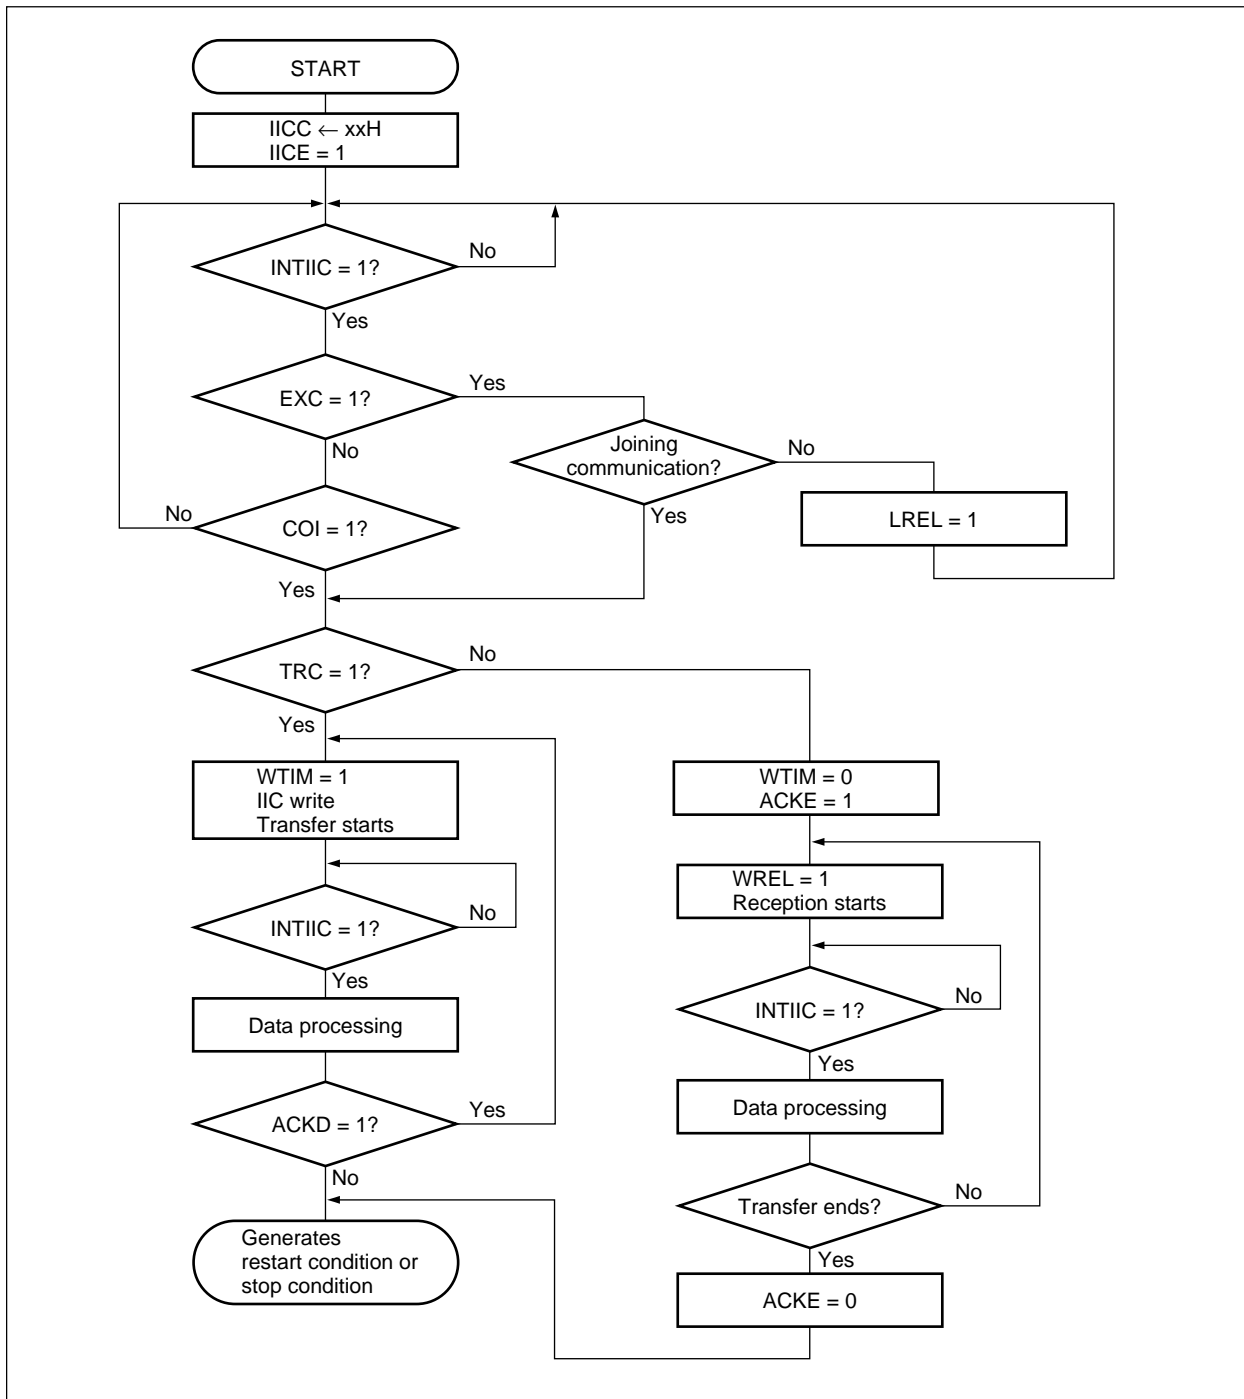 START
IICC ← xxH
IICE = 1
INTIIC = 1?
No
Yes
EXC = 1?
Yes
No
Joining
communication?
No
Yes
LREL = 1
COI = 1?
No
Yes
TRC = 1?
No
Yes
WTIM = 1
IIC write
Transfer starts
INTIIC = 1?
No
Yes
Data processing
ACKD = 1?
Yes
No
Generates
restart condition or
stop condition
WTIM = 0
ACKE = 1
WREL = 1
Reception starts
INTIIC = 1?
No
Yes
Data processing
Transfer ends?
No
Yes
ACKE = 0